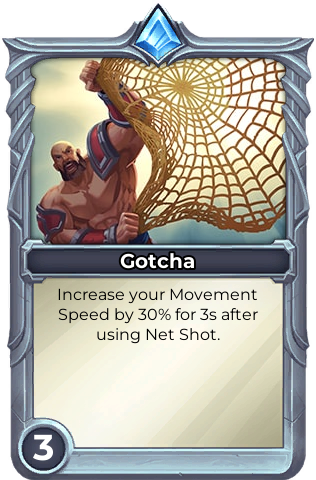 Gotcha
Increase your Movement
Speed by 30% for 3s after
using Net Shot.
3